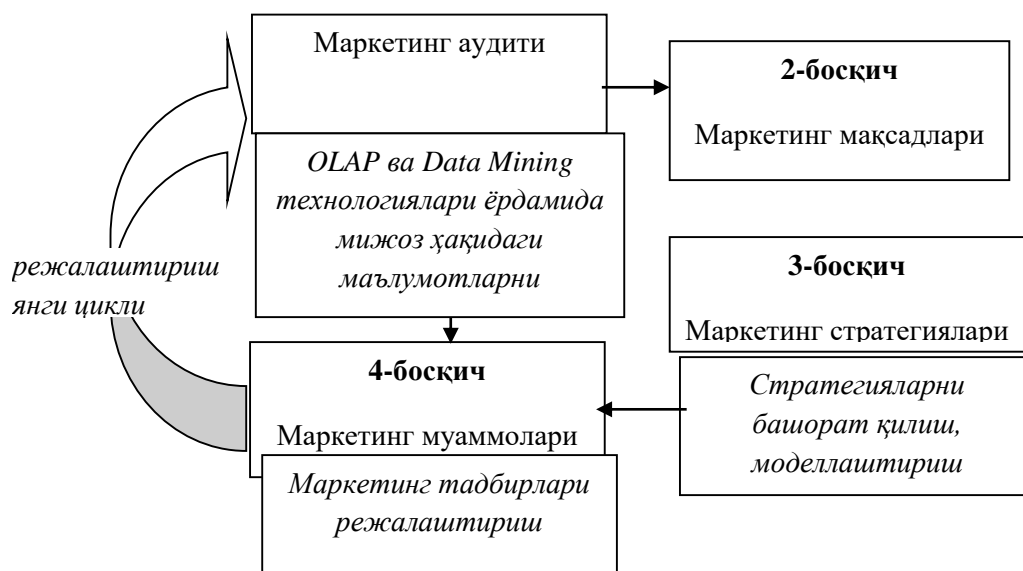 Маркетинг аудити
OLAP ва Data Mining
технологиялари ёрдамида
мижоз ҳақидаги
маълумотларни
2-босқич
Маркетинг мақсадлари
3-босқич
Маркетинг стратегиялари
Стратегияларни
башорат қилиш,
моделлаштириш
4-босқич
Маркетинг муаммолари
Маркетинг тадбирлари
режалаштириш
режалаштириш
янги цикли